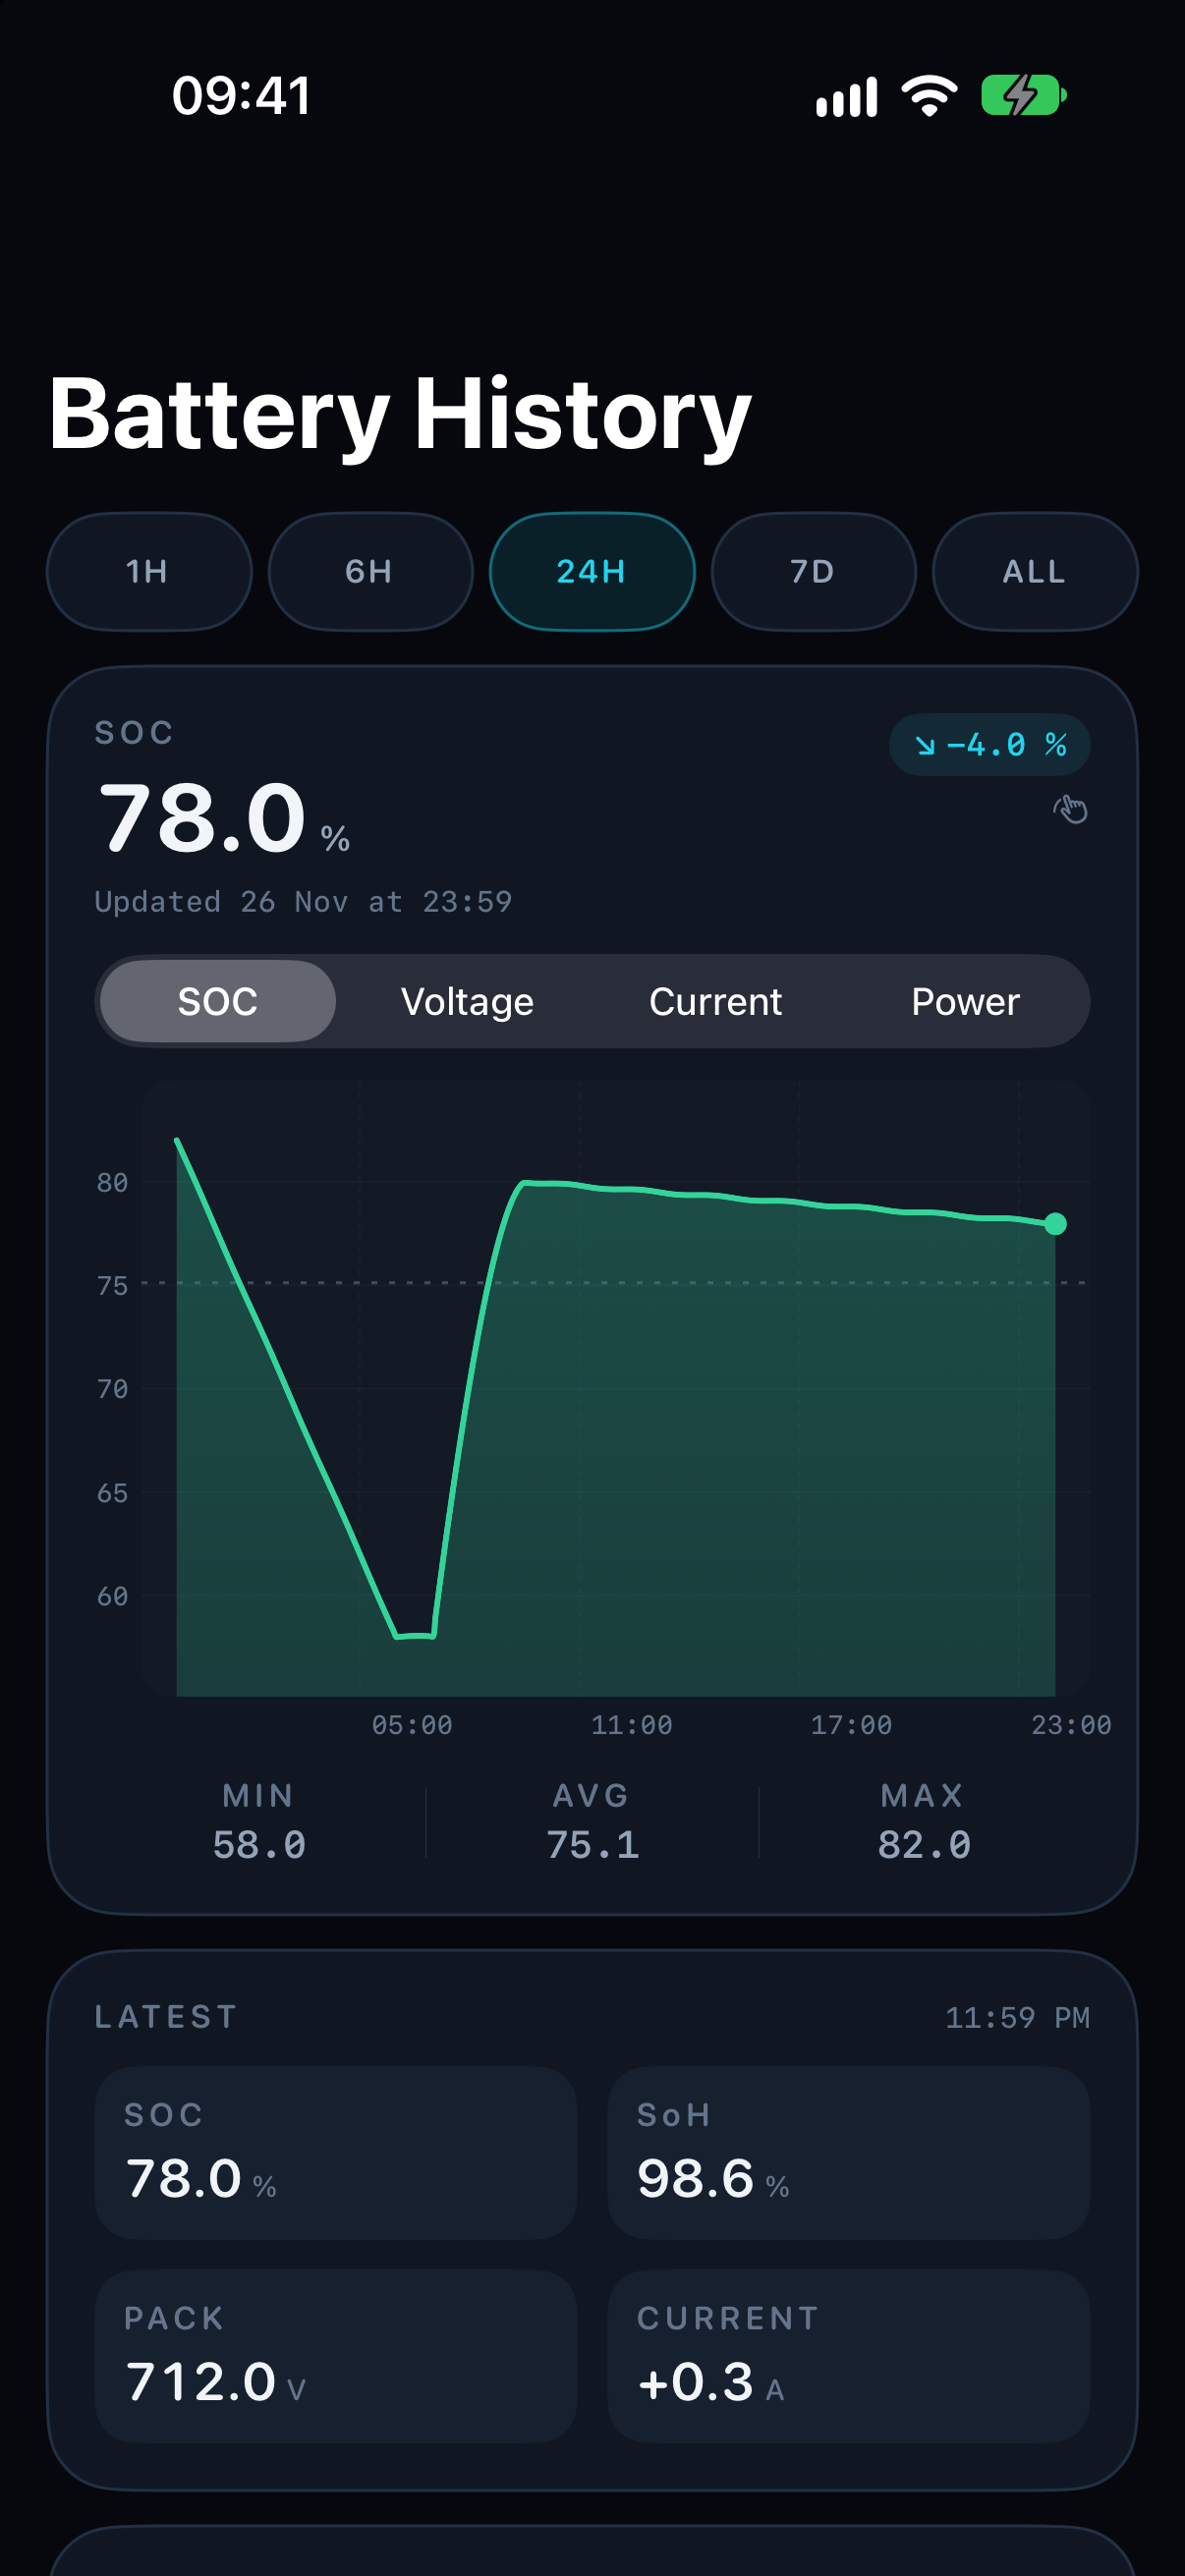 09:41
Battery History
1H 6H 24H 7D ALL
SOC
−4.0 %
78.0 %
Updated 26 Nov at 23:59
SOC Voltage Current Power
80
75
70
65
60
05:00 11:00 17:00 23:00
MIN AVG MAX
58.0 75.1 82.0
LATEST 11:59 PM
SOC SoH
78.0 % 98.6 %
PACK CURRENT
712.0 V +0.3 A